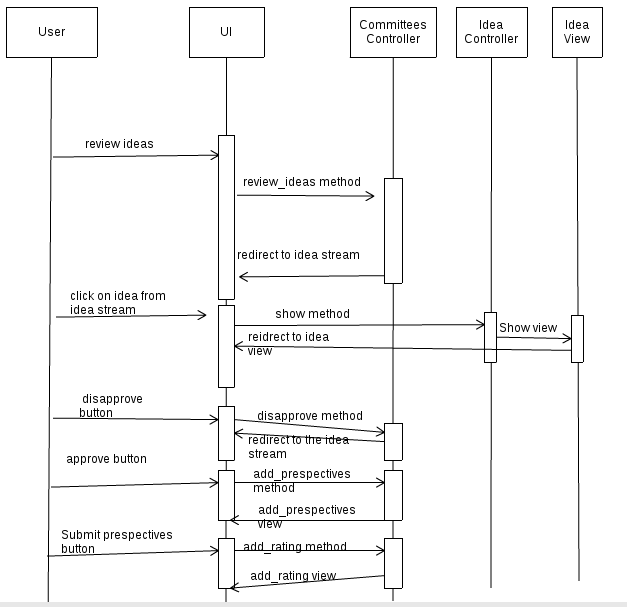 User
UI
Committees
Controller
Idea
Controller
Idea
View
review ideas
review_ideas method
redirect to idea stream
click on idea from
idea stream
show method
Show view
reidrect to idea
view
disapprove
button
disapprove method
redirect to the idea
stream
approve button
add_prespectives
method
add_prespectives
view
Submit prespectives
button
add_rating method
add_rating view